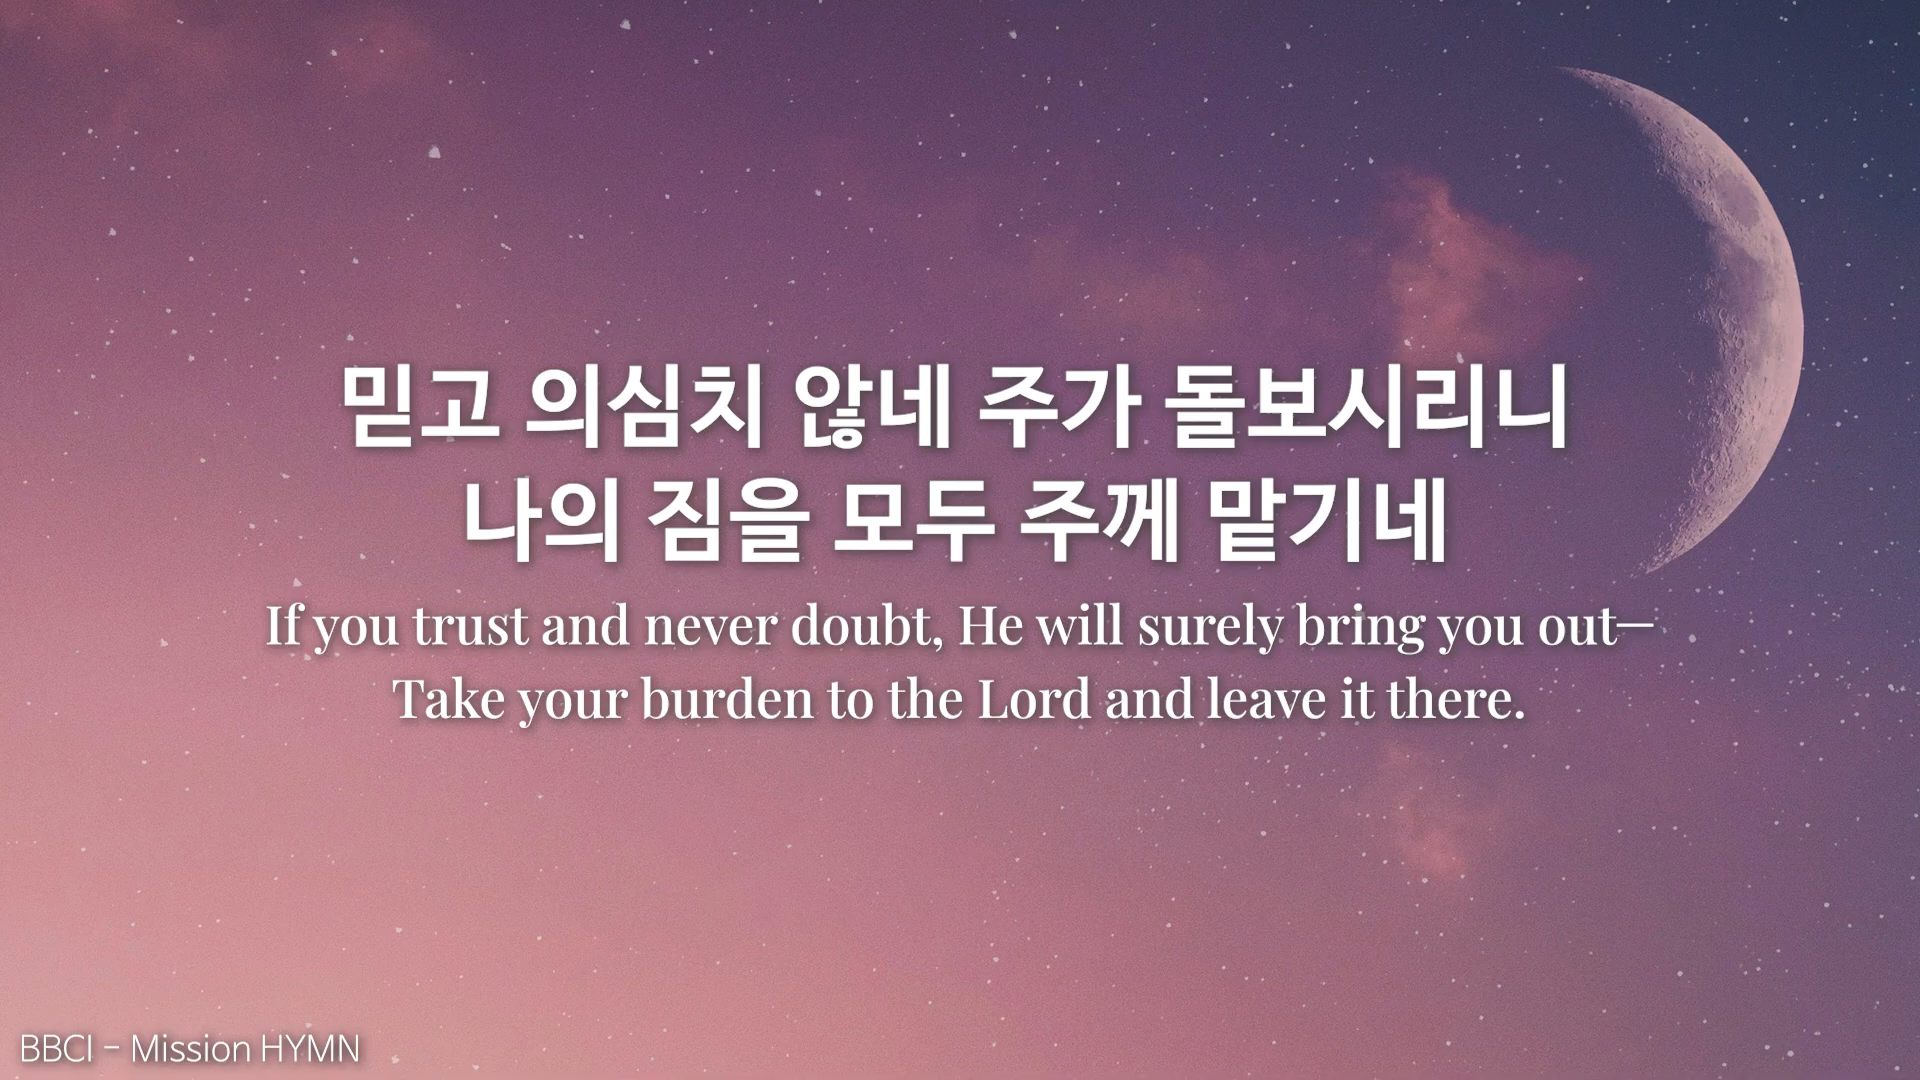 믿고 의심치 않네 주가 돌보시리니
나의 짐을 모두 주께 맡기네
If you trust and never doubt, He will surely bring you out—
Take your burden to the Lord and leave it there.
BBCI - Mission HYMN